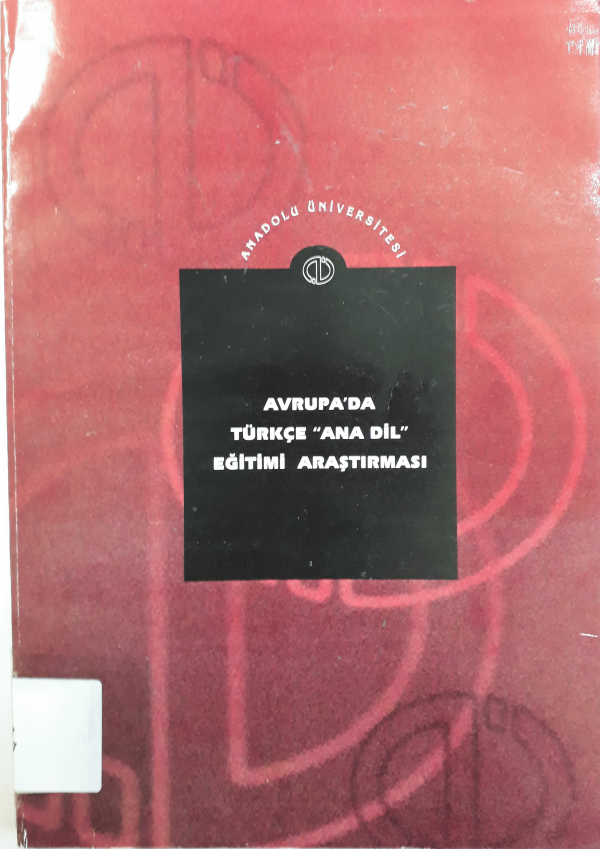 ANADOLU ÜNİVERSİTESİ
AVRUPA'DA
TÜRKÇE "ANA DİL"
EĞİTİMİ ARAŞTIRMASI